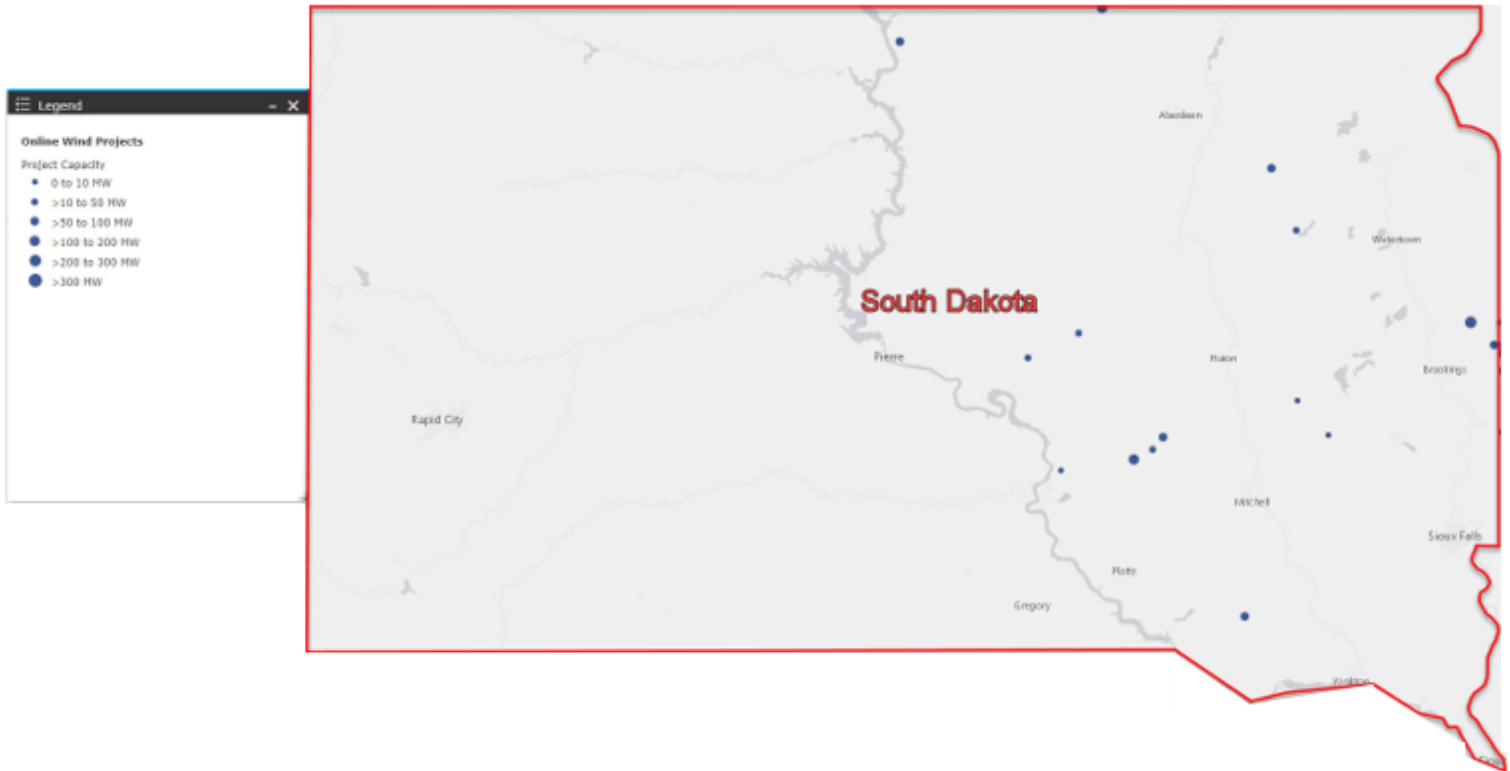 Legend
Online Wind Projects
Project Capacity
0 to 10 MW
>10 to 50 MW
>50 to 100 MW
>100 to 200 MW
>200 to 300 MW
>300 MW
Aberdeen
Watertown
South Dakota
Pierre
Huron
Brookings
Rapid City
Mitchell
Sioux Falls
Platte
Gregory
Yankton